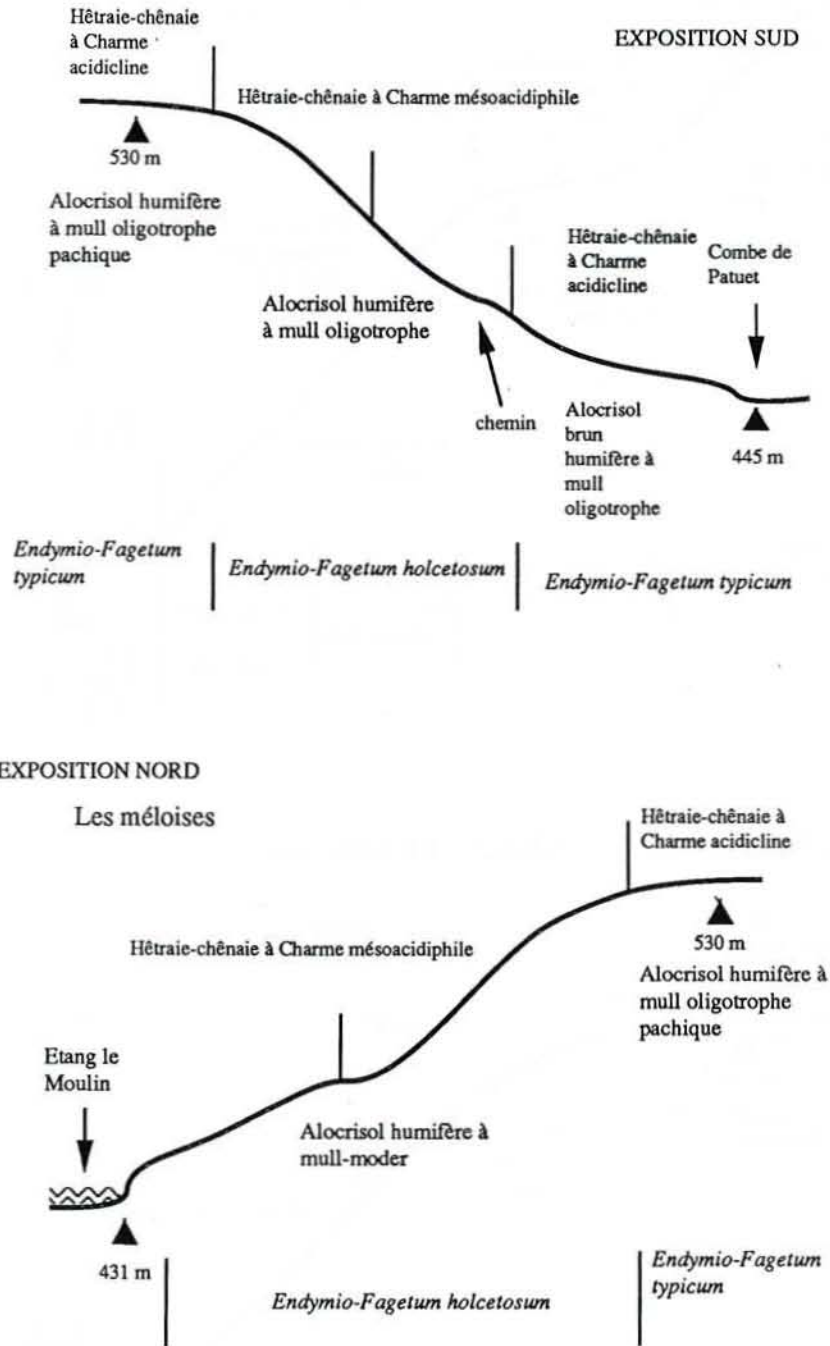 Hêtraie-chênaie
à Charme
acidicline
EXPOSITION SUD
Hêtraie-chênaie à Charme mésoacidiphile
530 m
Alocrisol humifère
à mull oligotrophe
pachique
Hêtraie-chênaie
à Charme
acidicline
Combe de
Patuet
Alocrisol humifère
à mull oligotrophe
chemin
Alocrisol
brun
humifère à
mull
oligotrophe
445 m
Endymio-Fagetum
typicum
Endymio-Fagetum holcetosum
Endymio-Fagetum typicum
EXPOSITION NORD
Les méloises
Hêtraie-chênaie à
Charme acidicline
Hêtraie-chênaie à Charme mésoacidiphile
530 m
Alocrisol humifère à
mull oligotrophe
pachique
Etang le
Moulin
Alocrisol humifère à
mull-moder
431 m
Endymio-Fagetum holcetosum
Endymio-Fagetum
typicum